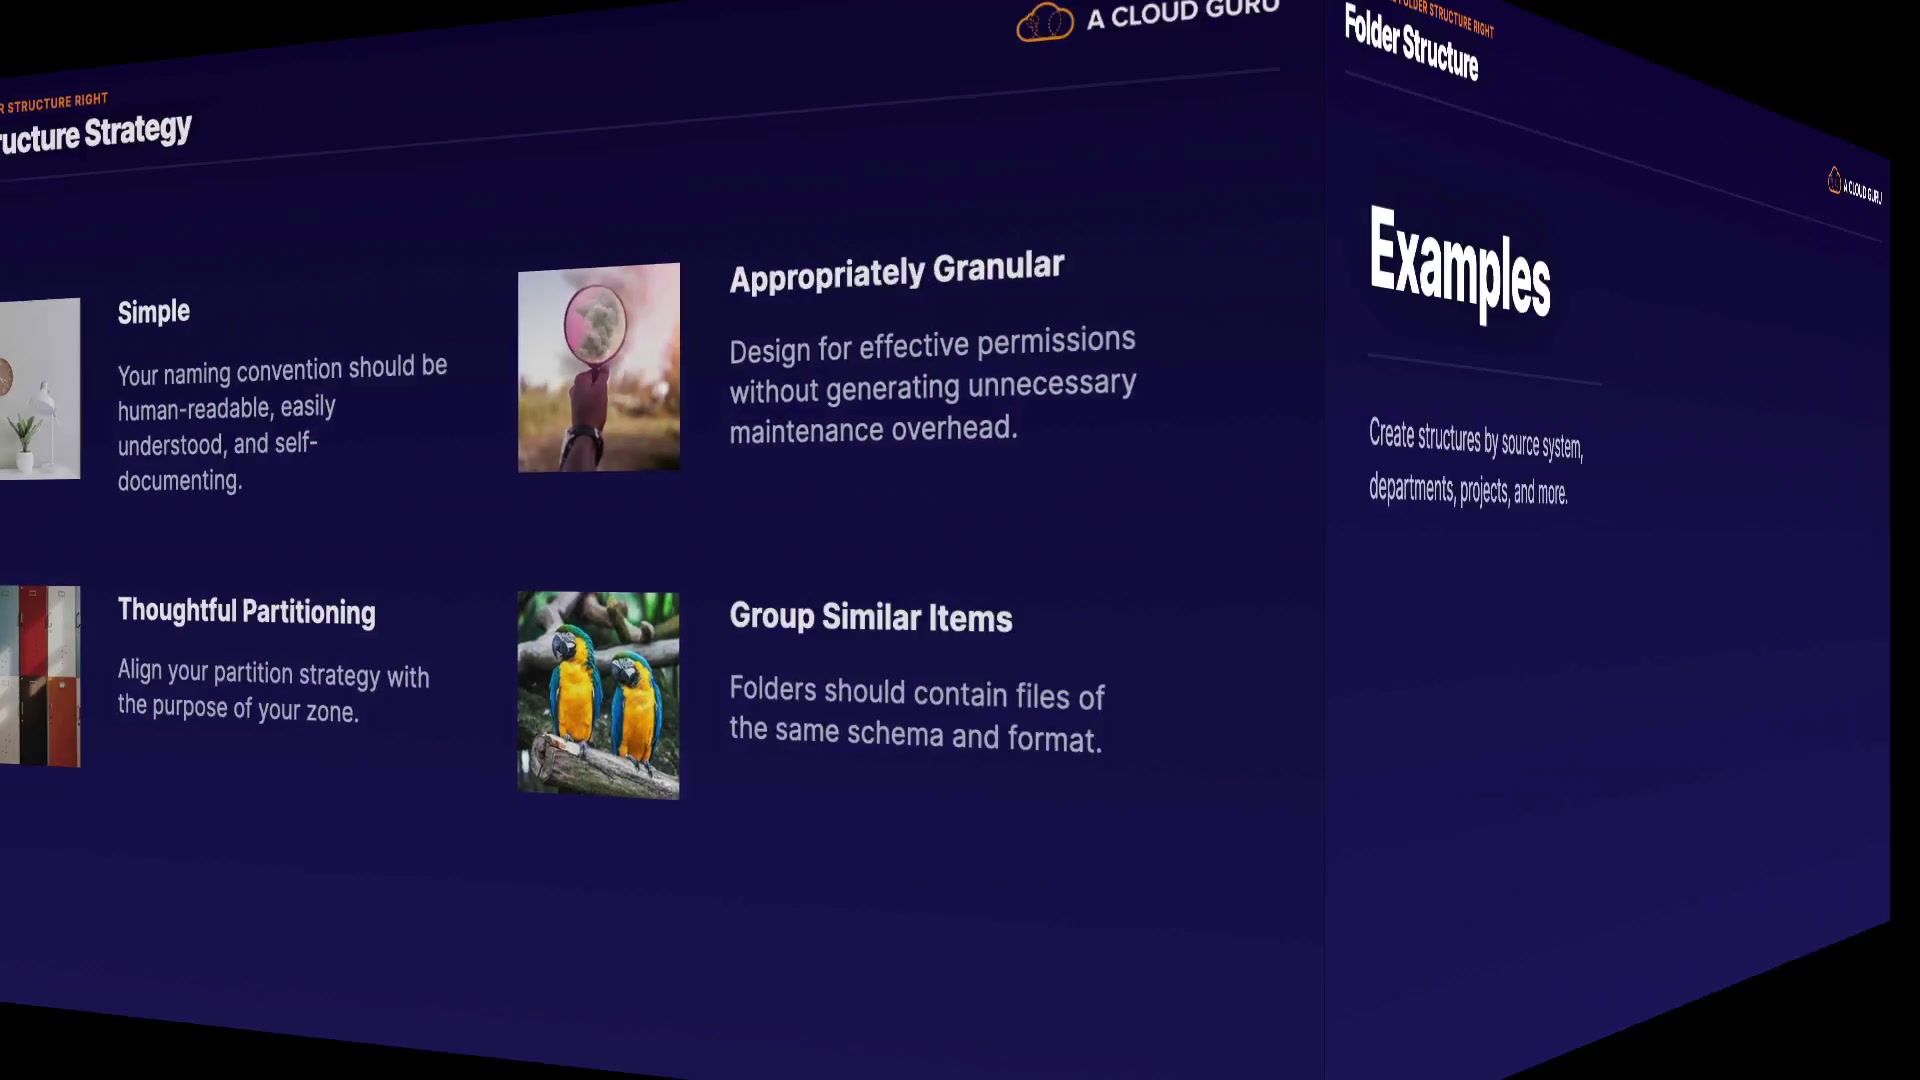 STRUCTURE RIGHT
Strategy
A CLOUD GURU
Simple
Your naming convention should be
human-readable, easily
understood, and self-
documenting.
Appropriately Granular
Design for effective permissions
without generating unnecessary
maintenance overhead.
Thoughtful Partitioning
Align your partition strategy with
the purpose of your zone.
Group Similar Items
Folders should contain files of
the same schema and format.
FOLDER STRUCTURE RIGHT
Folder Structure
A CLOUD GURU
Examples
Create structures by source system,
departments, projects, and more.